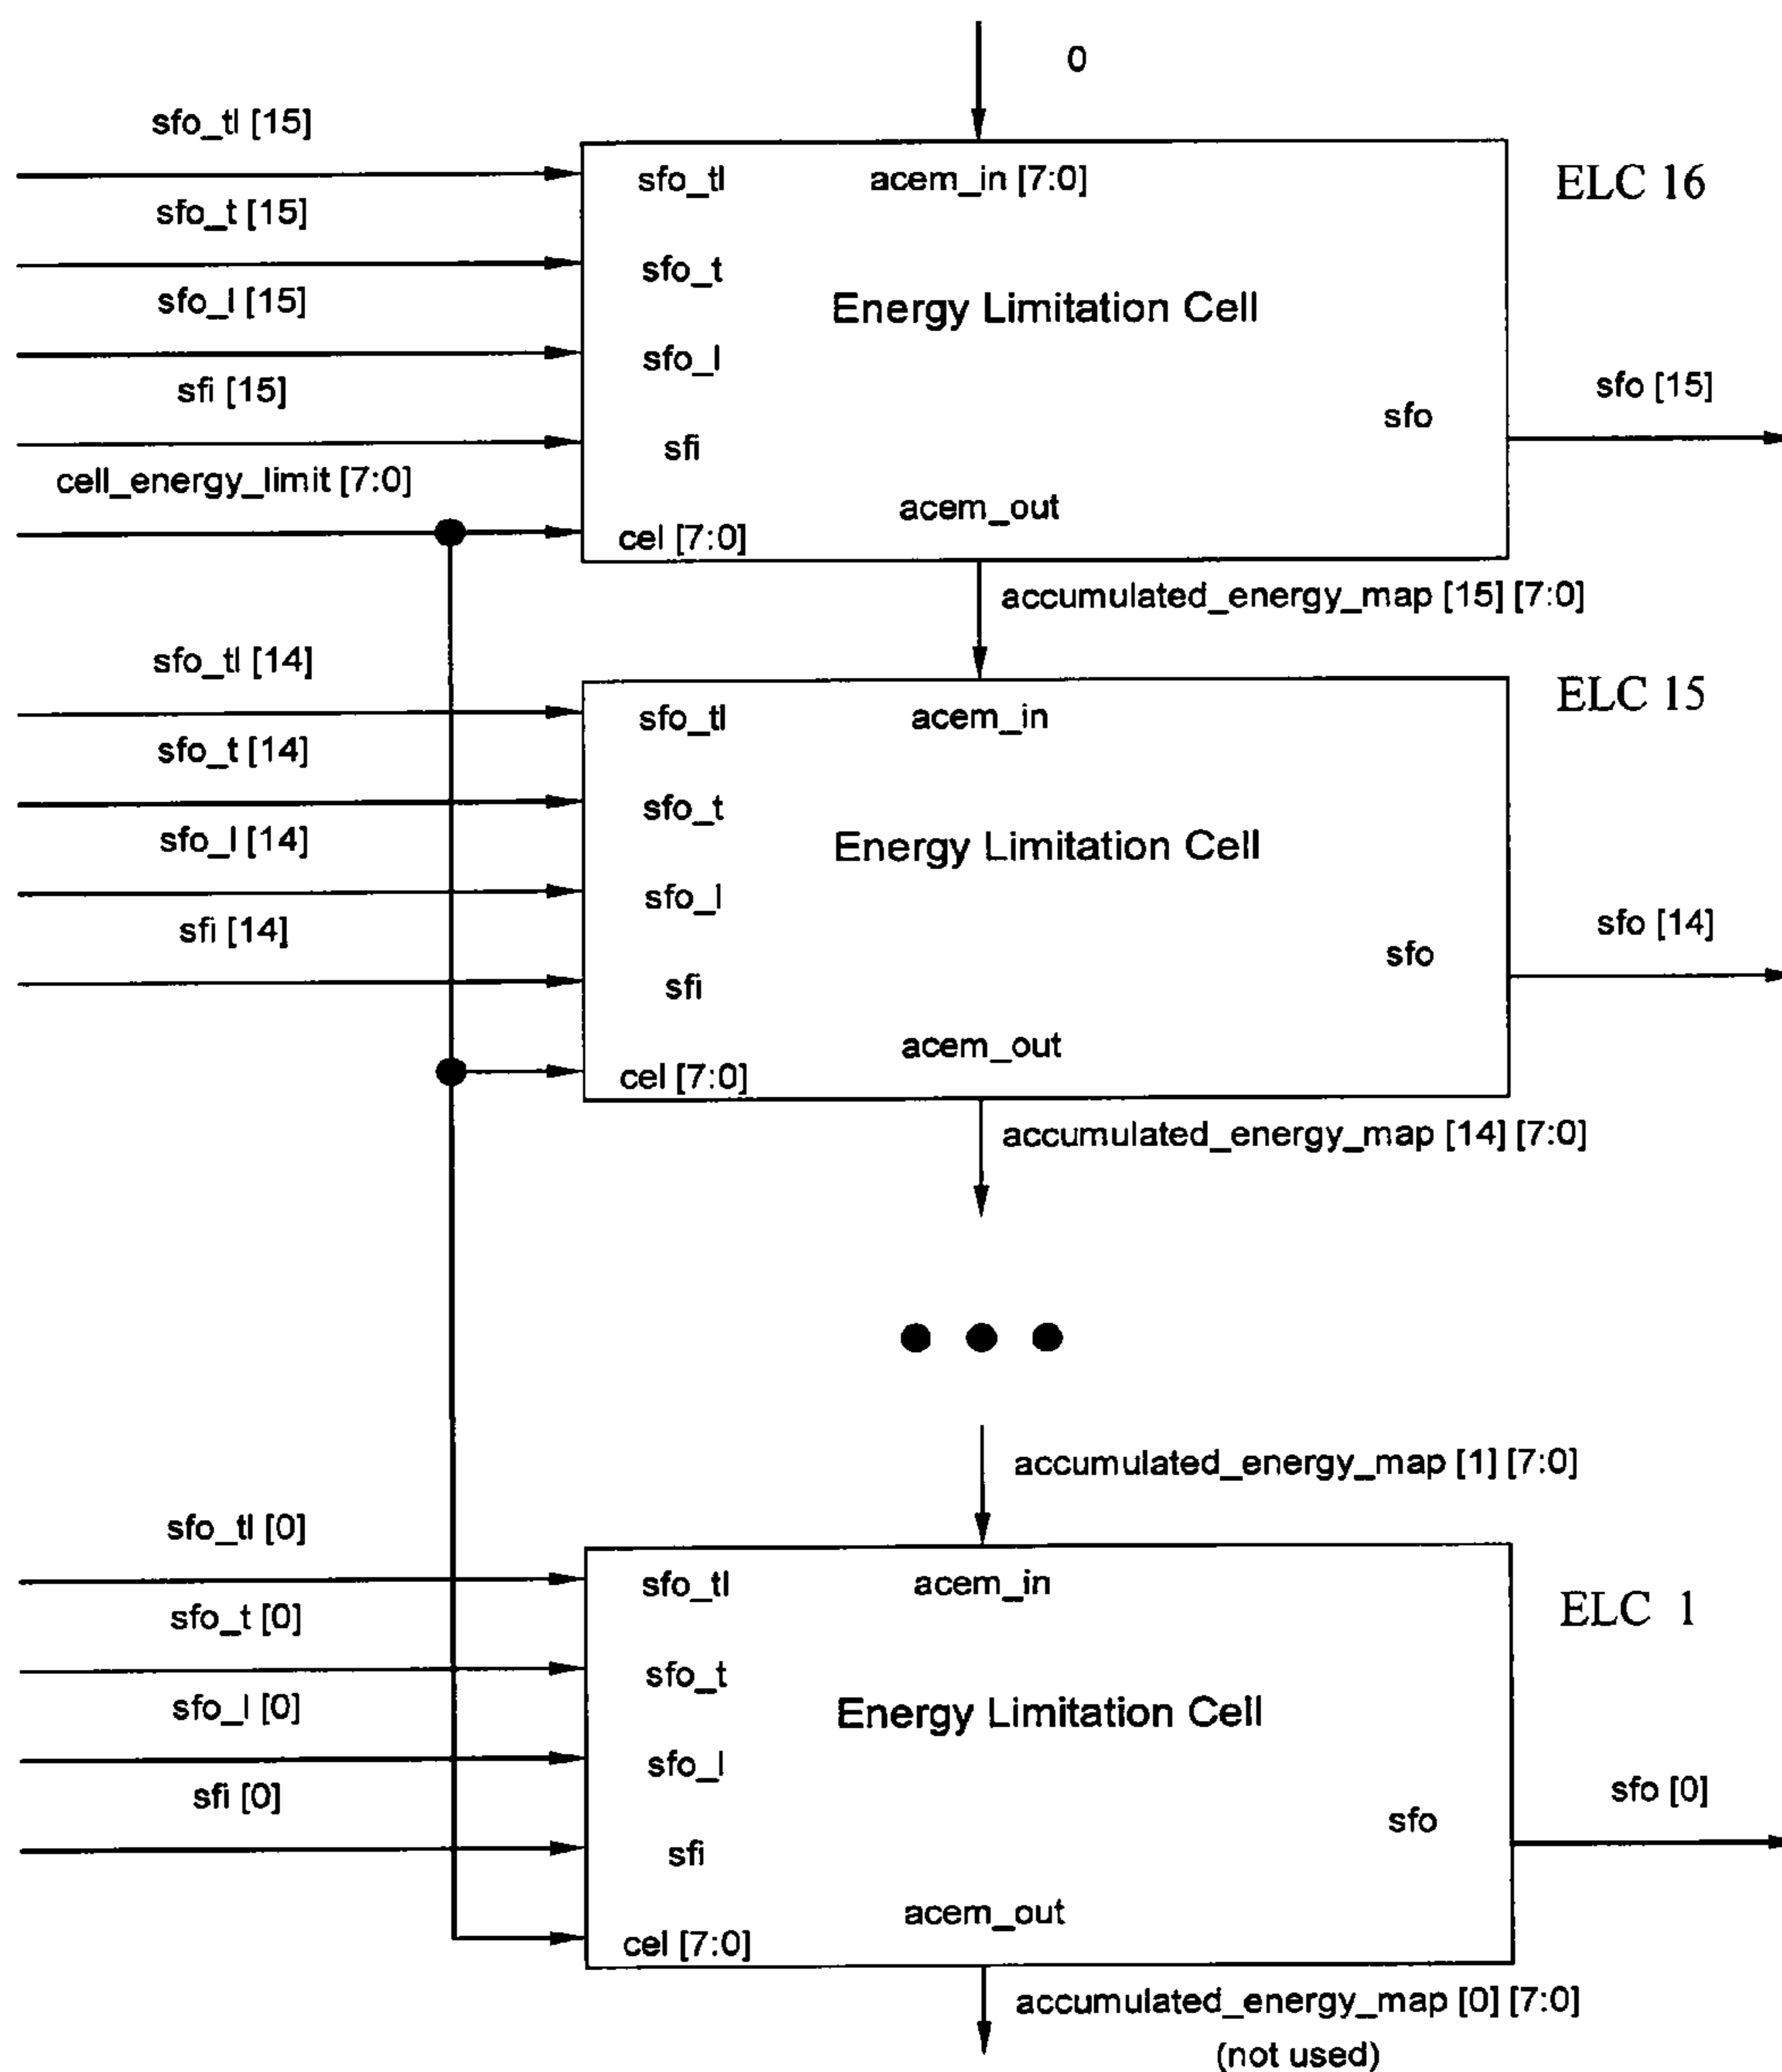 0
sfo_tl [15]
sfo_tl
acem_in [7:0]
ELC 16
sfo_t [15]
sfo_t
sfo_l [15]
Energy Limitation Cell
sfo_l
sfi [15]
sfo [15]
sfo
sfi
cell_energy_limit [7:0]
acem_out
cel [7:0]
accumulated_energy_map [15] [7:0]
sfo_tl [14]
ELC 15
sfo_tl
acem_in
sfo_t [14]
sfo_t
sfo_l [14]
Energy Limitation Cell
sfo_l
sfi [14]
sfo [14]
sfo
sfi
acem_out
cel [7:0]
accumulated_energy_map [14] [7:0]
accumulated_energy_map [1] [7:0]
sfo_tl [0]
sfo_tl
acem_in
ELC 1
sfo_t [0]
sfo_t
sfo_l [0]
Energy Limitation Cell
sfo_l
sfi [0]
sfo [0]
sfo
sfi
acem_out
cel [7:0]
accumulated_energy_map [0] [7:0]
(not used)